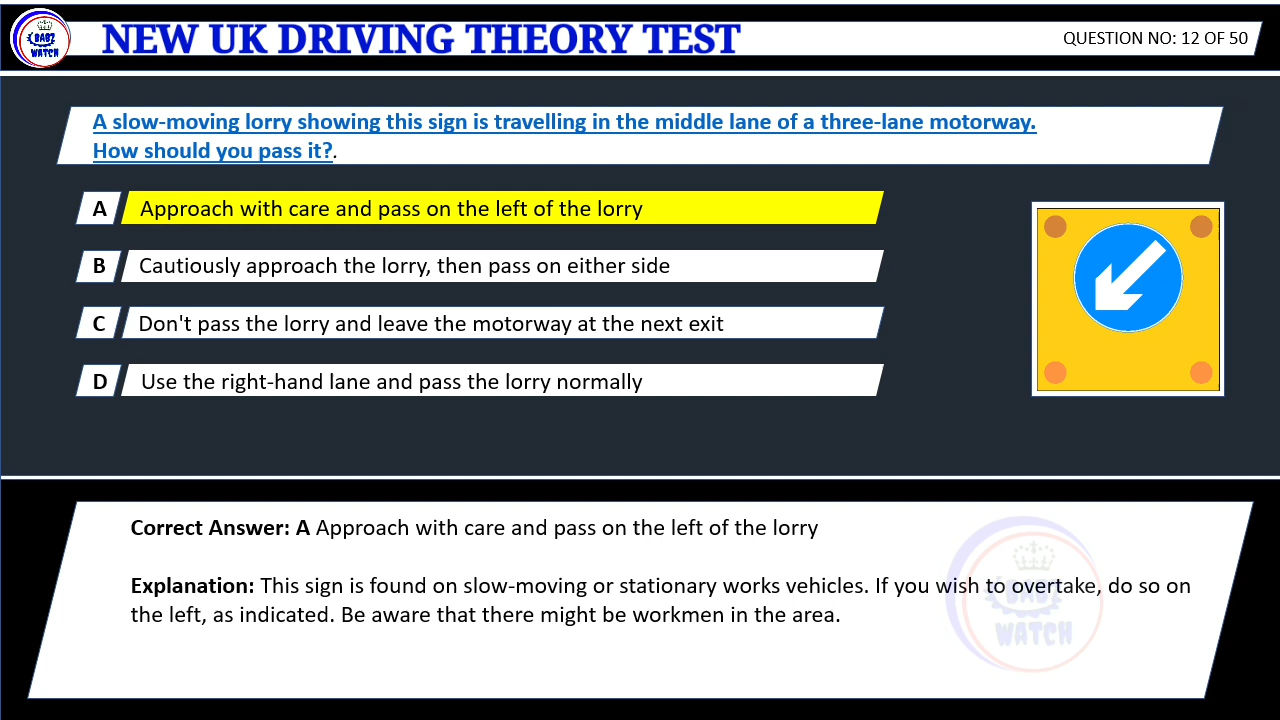 BABZ
WATCH
NEW UK DRIVING THEORY TEST
QUESTION NO: 12 OF 50
A slow-moving lorry showing this sign is travelling in the middle lane of a three-lane motorway.
How should you pass it?.
A Approach with care and pass on the left of the lorry
B Cautiously approach the lorry, then pass on either side
C Don't pass the lorry and leave the motorway at the next exit
D Use the right-hand lane and pass the lorry normally
Correct Answer: A Approach with care and pass on the left of the lorry
Explanation: This sign is found on slow-moving or stationary works vehicles. If you wish to overtake, do so on
the left, as indicated. Be aware that there might be workmen in the area.
BABZ
WATCH